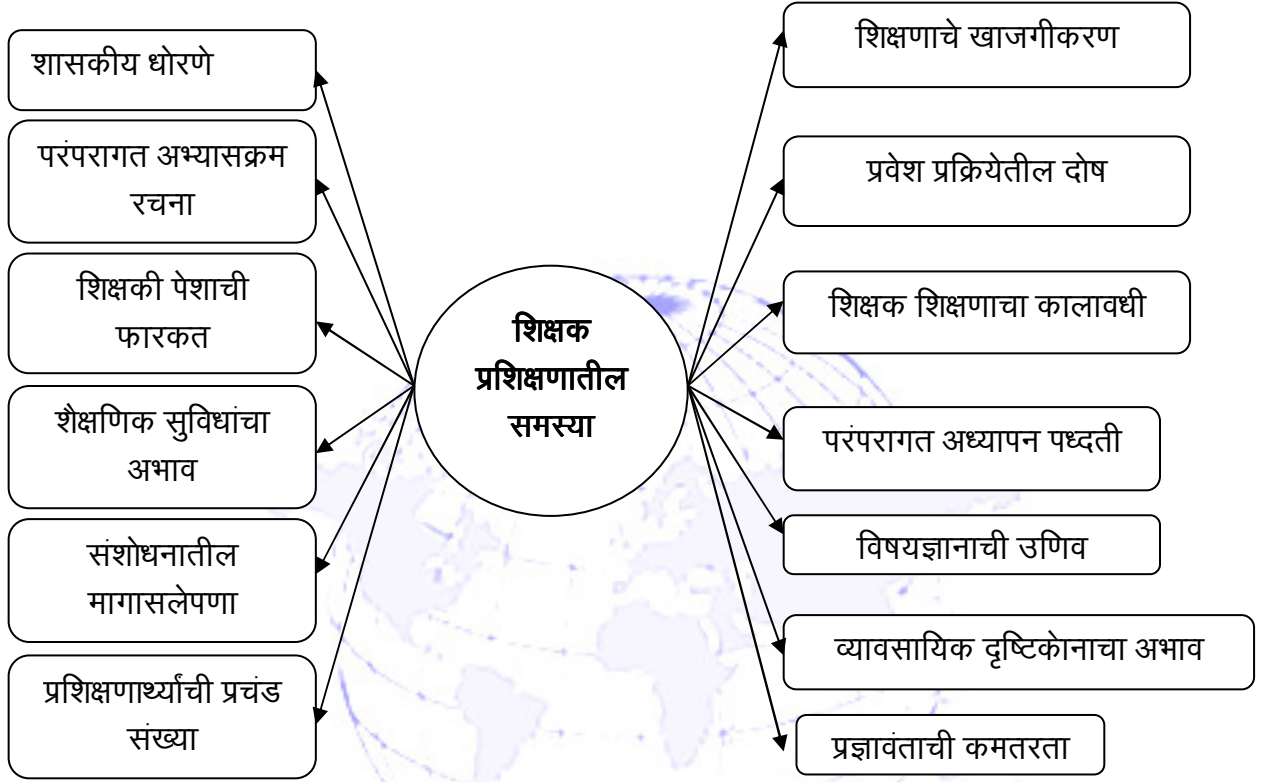 शासकीय धोरणे
परंपरागत अभ्यासक्रम
रचना
शिक्षकी पेशाची
फारकत
शैक्षणिक सुविधांचा
अभाव
संशोधनातील
मागासलेपणा
प्रशिक्षणार्थ्यांची प्रचंड
संख्या
शिक्षक
प्रशिक्षणातील
समस्या
शिक्षणाचे खाजगीकरण
प्रवेश प्रक्रियेतील दोष
शिक्षक शिक्षणाचा कालावधी
परंपरागत अध्यापन पध्दती
विषयज्ञानाची उणिव
व्यावसायिक दृष्टिकोनाचा अभाव
प्रज्ञावंताची कमतरता